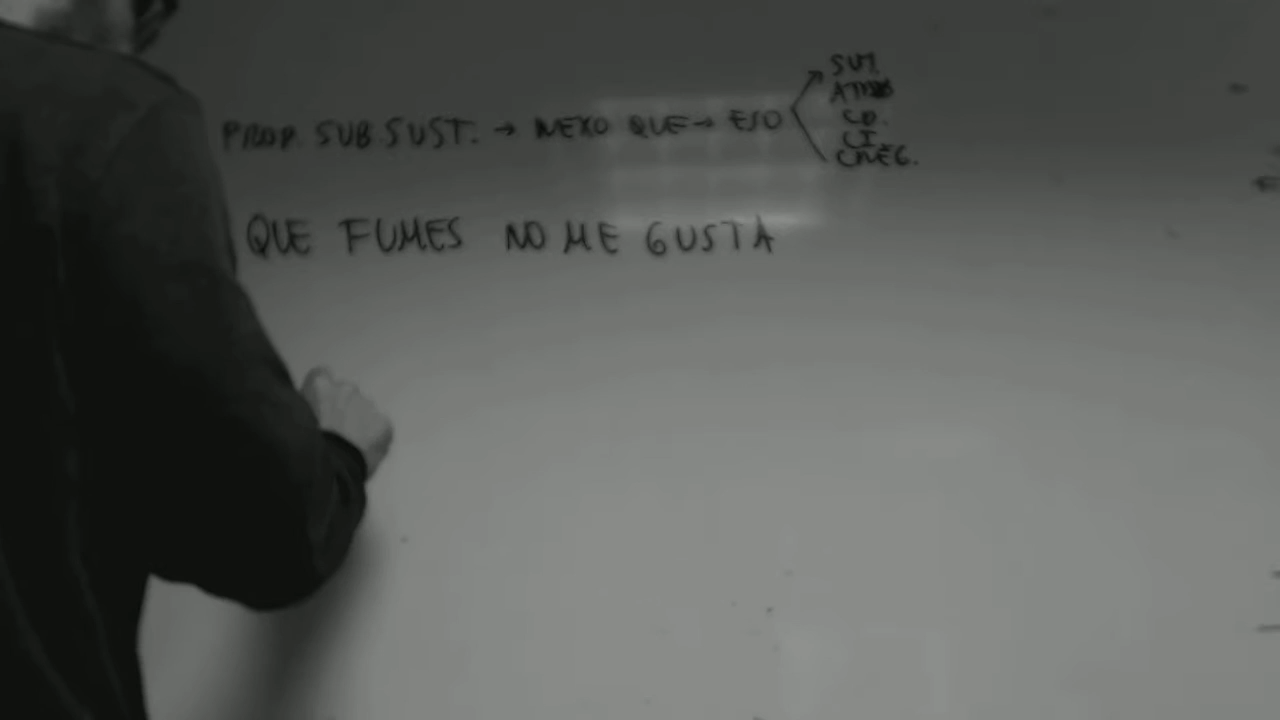 PROP. SUB. SUST. → NEXO QUE → ESO
SUJ.
ATRIB
CD.
CI.
CREG.
QUE FUMES NO ME GUSTA